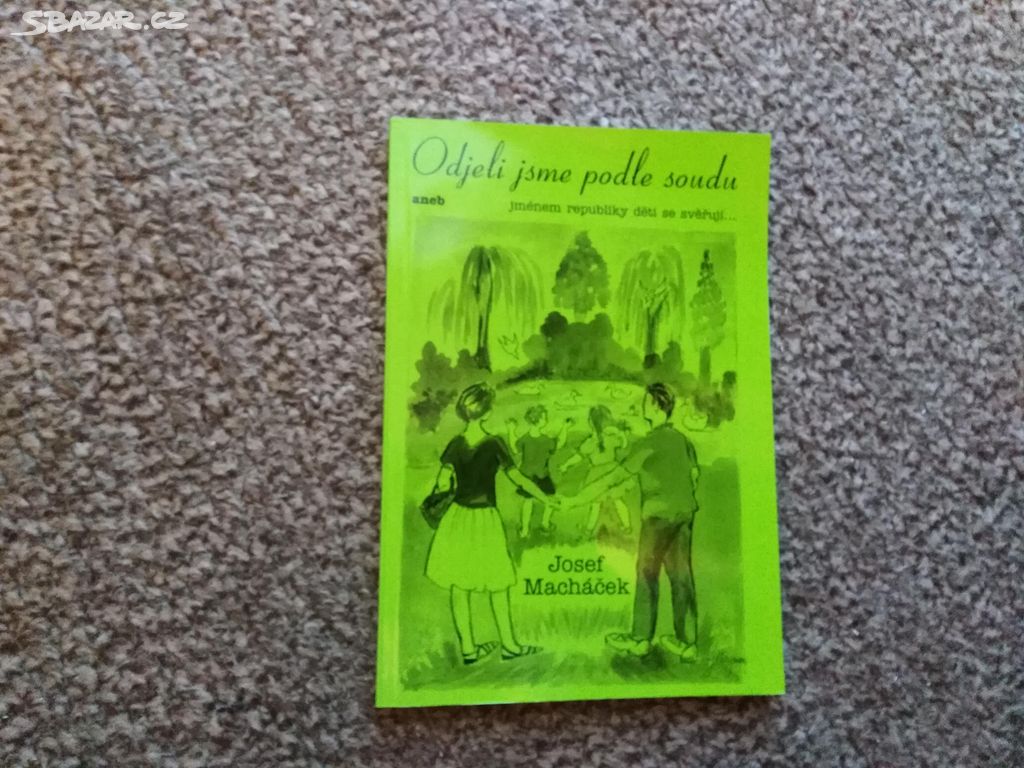 SBAZAR.CZ
Odjeli jsme podle soudu
aneb jménem republiky děti se svěřují...
Josef
Macháček